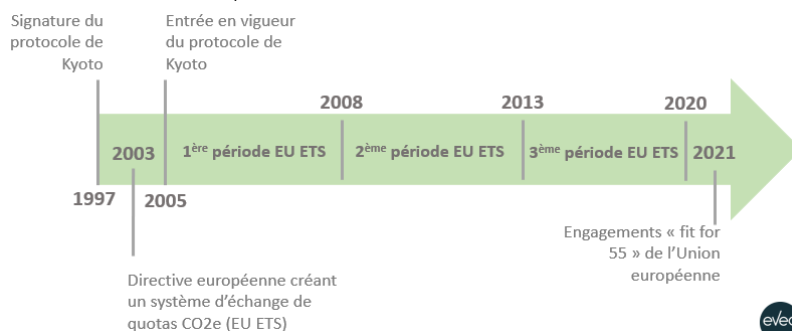 Signature du
protocole de
Kyoto
Entrée en vigueur
du protocole de
Kyoto
2008
2013
2020
2003
1ère période EU ETS
2ème période EU ETS
3ème période EU ETS
2021
1997
2005
Engagements « fit for
55 » de l'Union
européenne
Directive européenne créant
un système d'échange de
quotas CO2e (EU ETS)